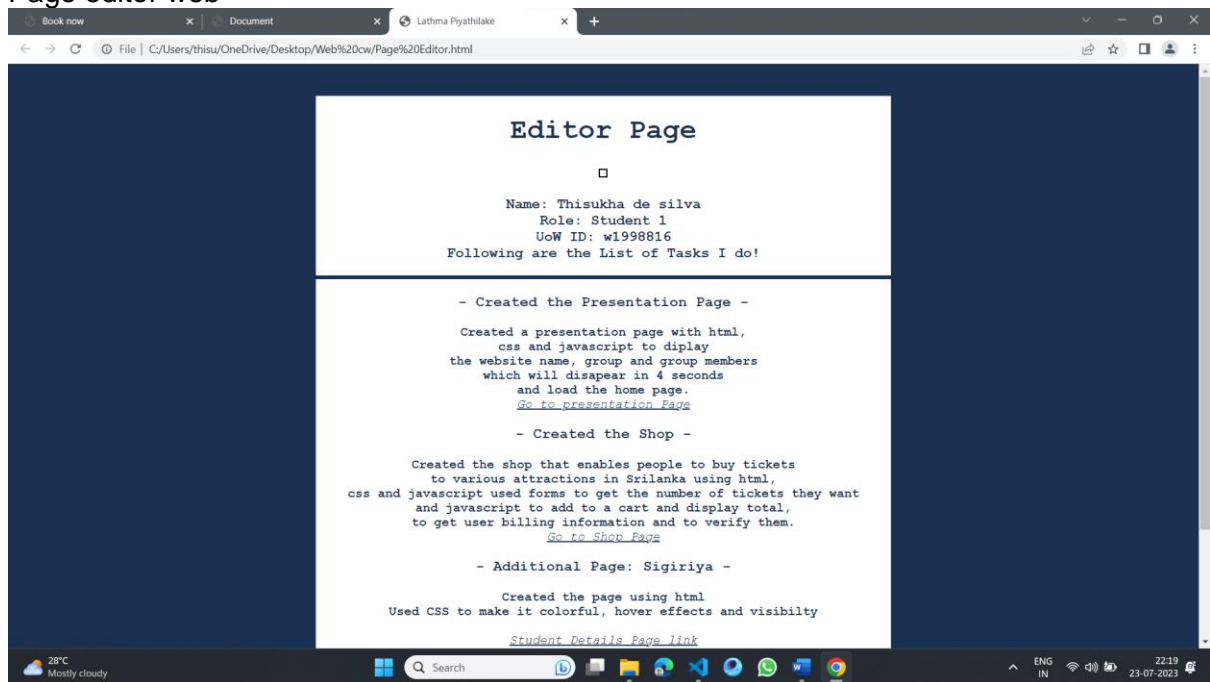 Page editor web
Book now
Document
Lathma Piyathilake
File | C:/Users/thisu/OneDrive/Desktop/Web%20cw/Page%20Editor.html
Editor Page
Name: Thisukha de silva
Role: Student 1
UoW ID: w1998816
Following are the List of Tasks I do!
- Created the Presentation Page -
Created a presentation page with html,
css and javascript to diplay
the website name, group and group members
which will disapear in 4 seconds
and load the home page.
Go to presentation Page
- Created the Shop -
Created the shop that enables people to buy tickets
to various attractions in Srilanka using html,
css and javascript used forms to get the number of tickets they want
and javascript to add to a cart and display total,
to get user billing information and to verify them.
Go to Shop Page
- Additional Page: Sigiriya -
Created the page using html
Used CSS to make it colorful, hover effects and visibilty
Student Details Page link
28°C
Mostly cloudy
Search
ENG
IN
22:19
23-07-2023